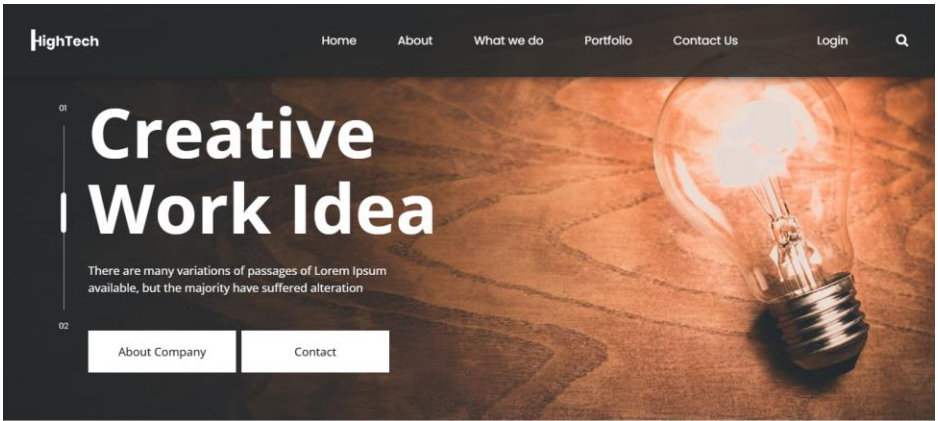 HighTech
Home About What we do Portfolio Contact Us Login
01
Creative
Work Idea
There are many variations of passages of Lorem Ipsum
available, but the majority have suffered alteration
02
About Company Contact